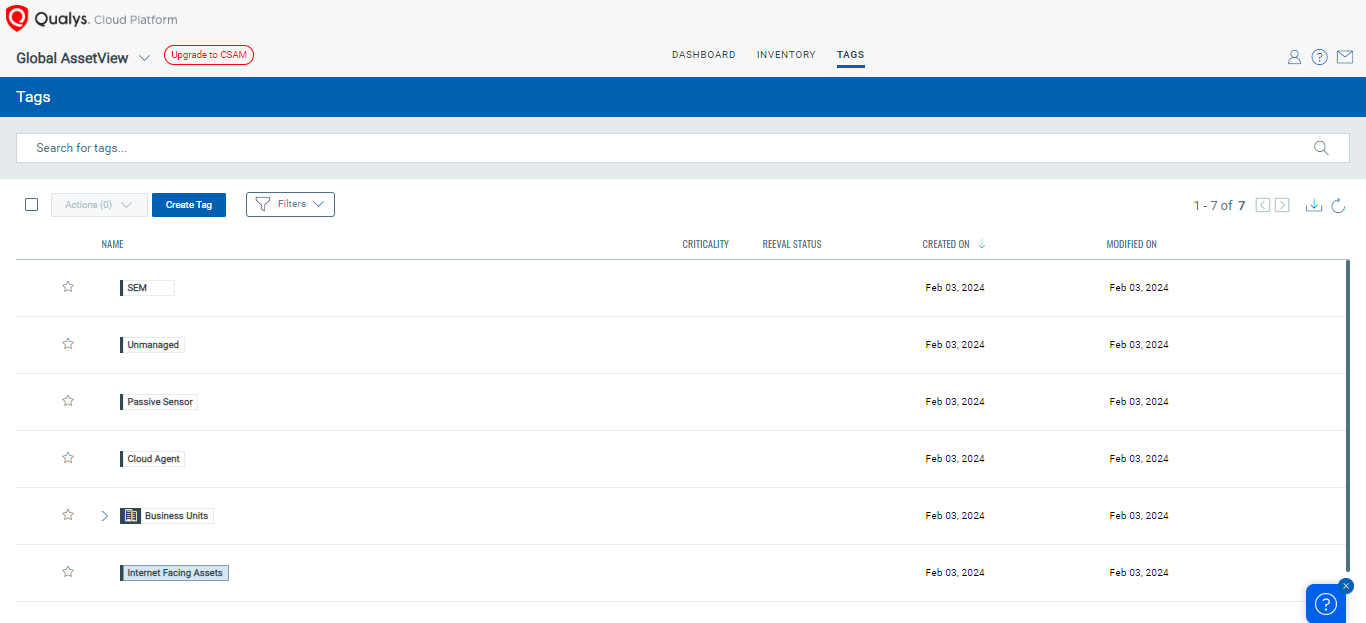 Qualys. Cloud Platform
Global AssetView
Upgrade to CSAM
DASHBOARD INVENTORY TAGS
Tags
Search for tags...
Actions (0) Create Tag Filters 1 - 7 of 7
NAME CRITICALITY REEVAL STATUS CREATED ON MODIFIED ON
SEM Feb 03, 2024 Feb 03, 2024
Unmanaged Feb 03, 2024 Feb 03, 2024
Passive Sensor Feb 03, 2024 Feb 03, 2024
Cloud Agent Feb 03, 2024 Feb 03, 2024
Business Units Feb 03, 2024 Feb 03, 2024
Internet Facing Assets Feb 03, 2024 Feb 03, 2024